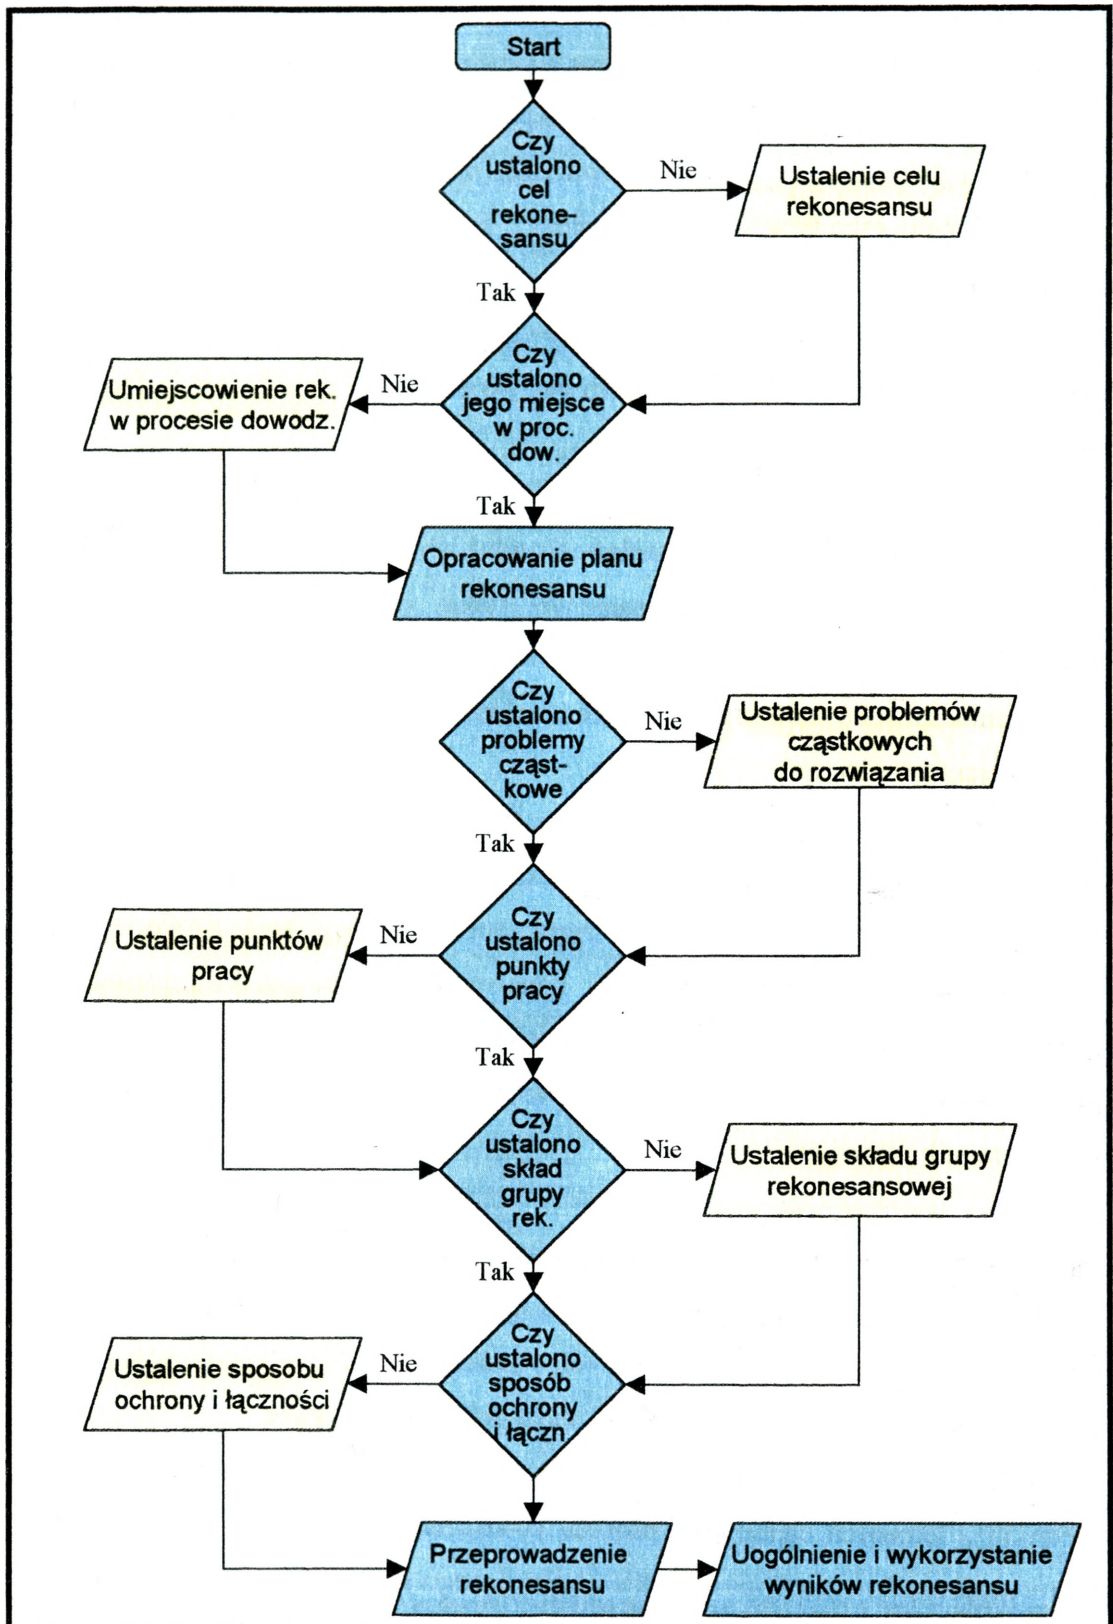 Start
Czy
ustalono
cel
rekone-
sansu
Nie
Ustalenie celu
rekonesansu
Tak
Czy
ustalono
jego miejsce
w proc.
dow.
Nie
Umiejscowienie rek.
w procesie dowodz.
Tak
Opracowanie planu
rekonesansu
Czy
ustalono
problemy
cząst-
kowe
Nie
Ustalenie problemów
cząstkowych
do rozwiązania
Tak
Czy
ustalono
punkty
pracy
Nie
Ustalenie punktów
pracy
Tak
Czy
ustalono
skład
grupy
rek.
Nie
Ustalenie składu grupy
rekonesansowej
Tak
Czy
ustalono
sposób
ochrony
i łączn.
Nie
Ustalenie sposobu
ochrony i łączności
Przeprowadzenie
rekonesansu
Uogólnienie i wykorzystanie
wyników rekonesansu